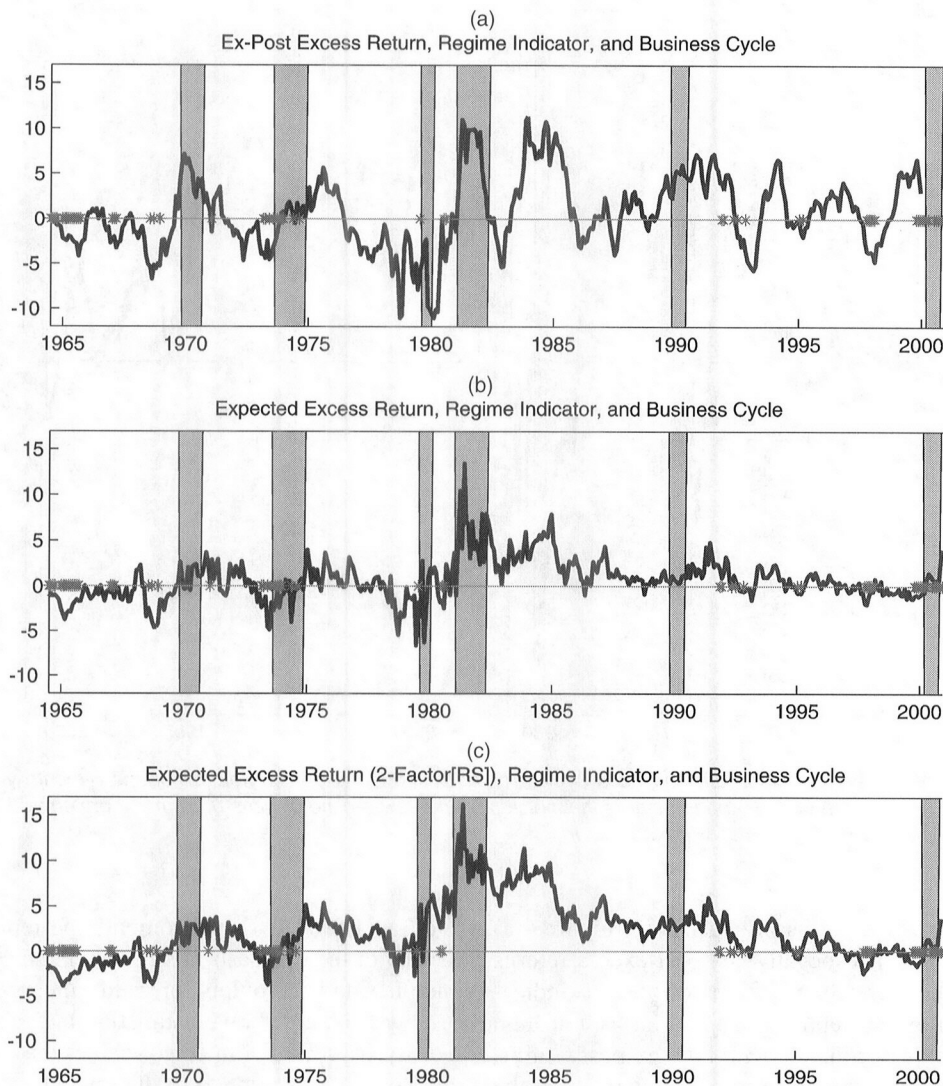 (a)
Ex-Post Excess Return, Regime Indicator, and Business Cycle
15
10
5
0
-5
-10
1965 1970 1975 1980 1985 1990 1995 2000
(b)
Expected Excess Return, Regime Indicator, and Business Cycle
15
10
5
0
-5
-10
1965 1970 1975 1980 1985 1990 1995 2000
(c)
Expected Excess Return (2-Factor[RS]), Regime Indicator, and Business Cycle
15
10
5
0
-5
-10
1965 1970 1975 1980 1985 1990 1995 2000